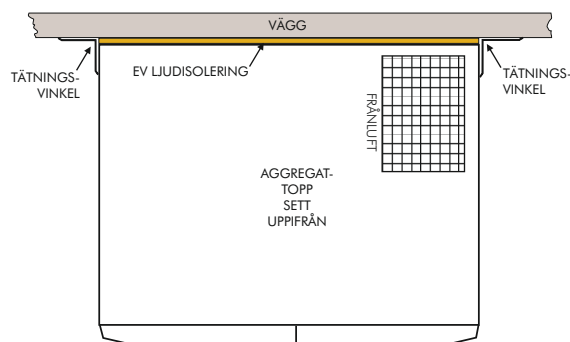 VÄGG
EV LJUDISOLERING
TÄTNINGS-
VINKEL
TÄTNINGS-
VINKEL
FRÅNLUFT
AGGREGAT-
TOPP
SETT
UPPIFRÅN